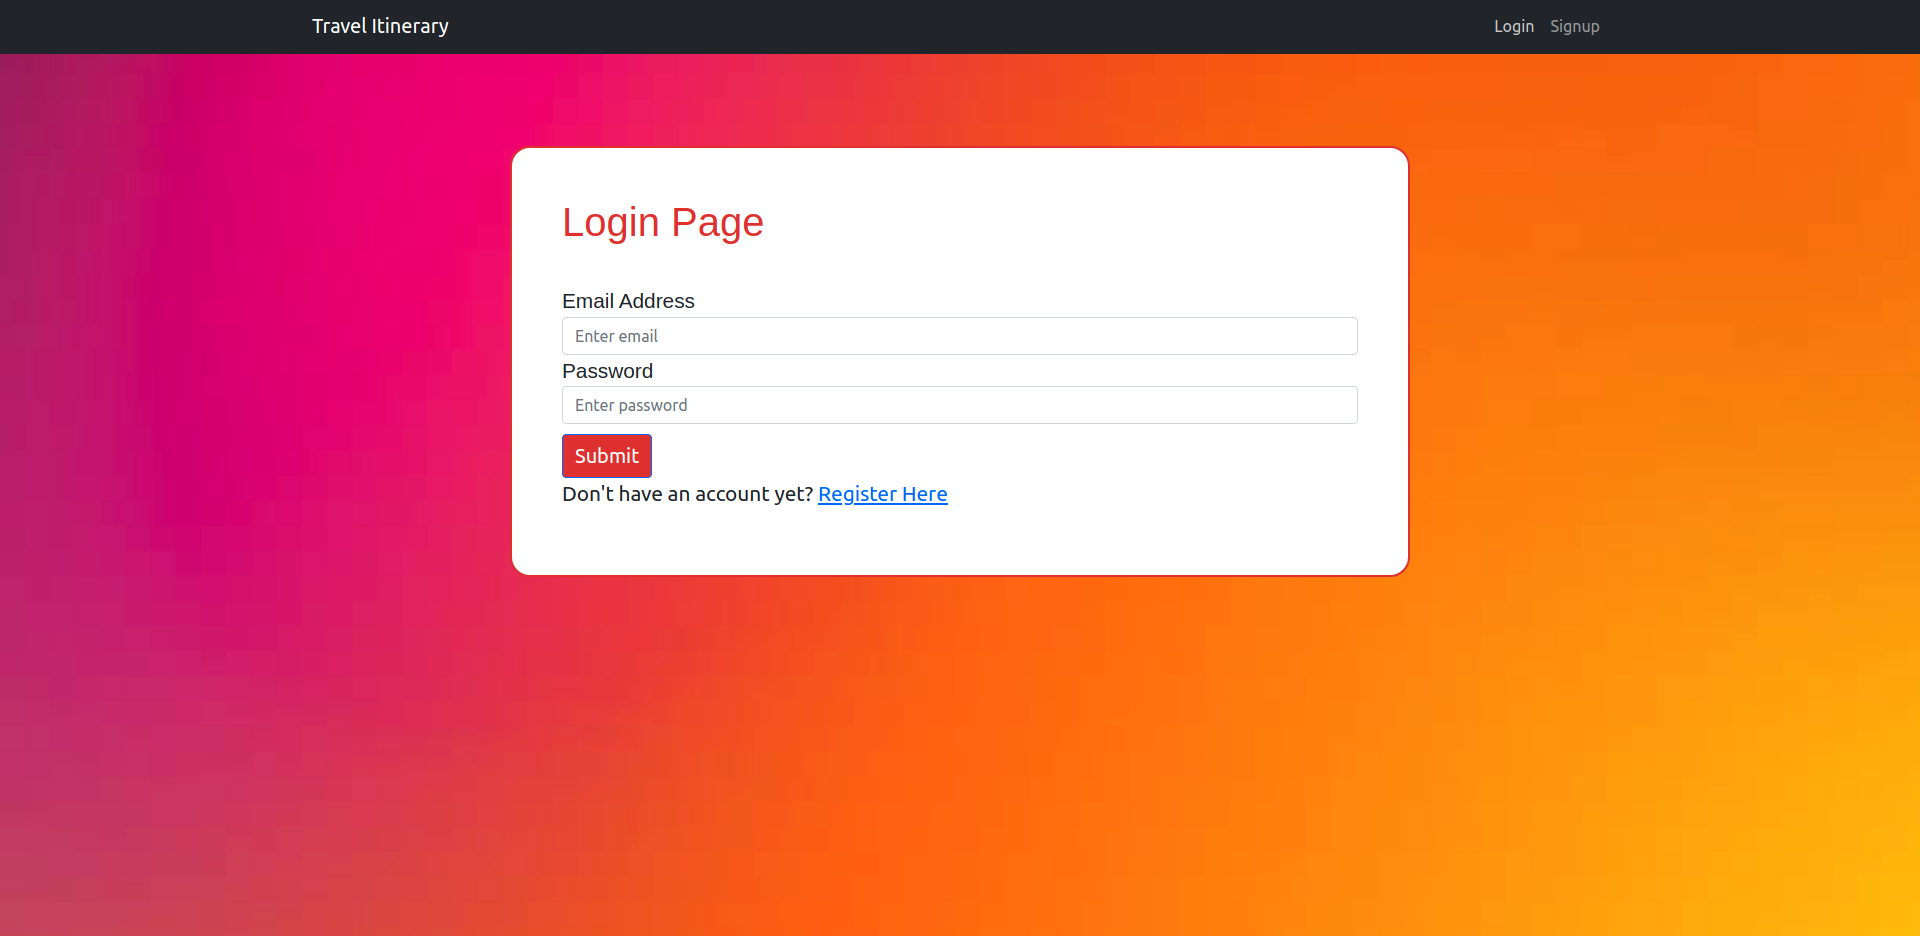 Travel Itinerary
Login Signup
Login Page
Email Address
Enter email
Password
Enter password
Submit
Don't have an account yet? Register Here